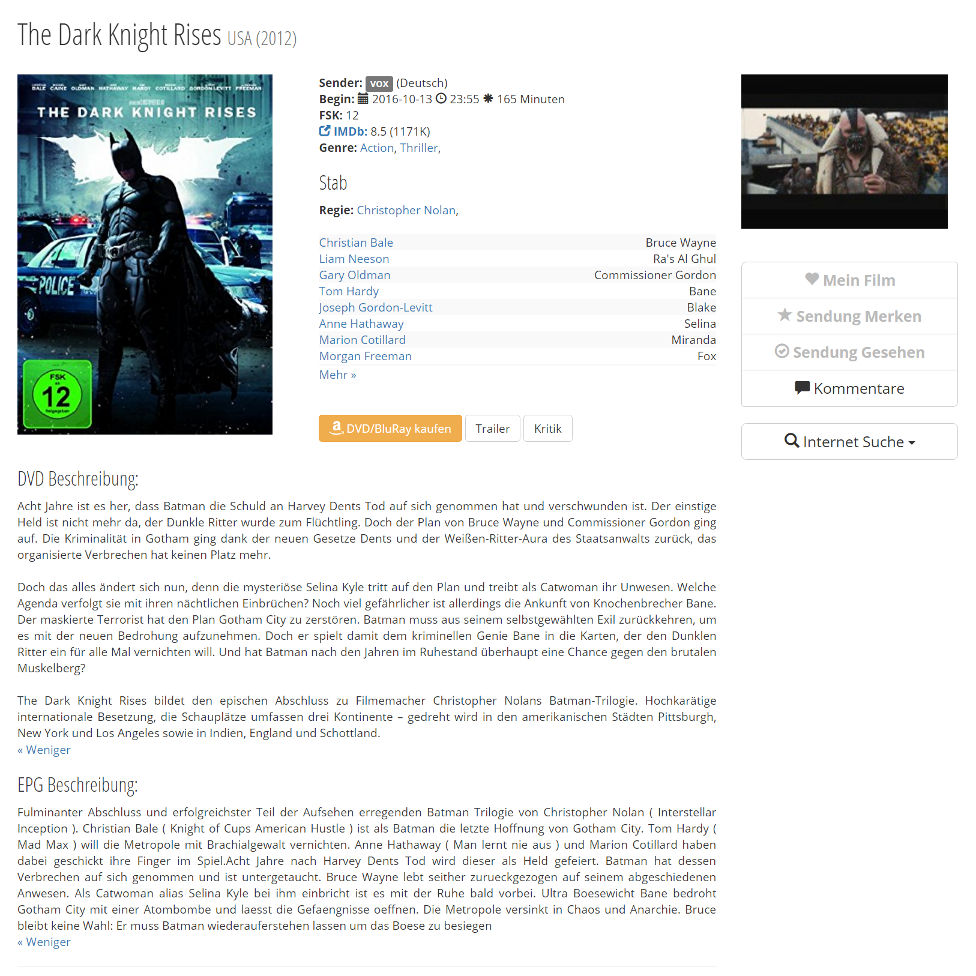 The Dark Knight Rises USA (2012)
BALE CAINE OLDMAN HATHAWAY HARDY COTILLARD GORDON-LEVITT FREEMAN
THE DARK KNIGHT RISES
POLICE
FSK
ab
12
freigegeben
Sender: vox (Deutsch)
Begin: 2016-10-13 23:55 165 Minuten
FSK: 12
IMDb: 8.5 (1171K)
Genre: Action, Thriller,
Stab
Regie: Christopher Nolan,
Christian Bale Bruce Wayne
Liam Neeson Ra's Al Ghul
Gary Oldman Commissioner Gordon
Tom Hardy Bane
Joseph Gordon-Levitt Blake
Anne Hathaway Selina
Marion Cotillard Miranda
Morgan Freeman Fox
Mehr »
DVD/BluRay kaufen Trailer Kritik
Mein Film
Sendung Merken
Sendung Gesehen
Kommentare
Internet Suche
DVD Beschreibung:
Acht Jahre ist es her, dass Batman die Schuld an Harvey Dents Tod auf sich genommen hat und verschwunden ist. Der einstige
Held ist nicht mehr da, der Dunkle Ritter wurde zum Flüchtling. Doch der Plan von Bruce Wayne und Commissioner Gordon ging
auf. Die Kriminalität in Gotham ging dank der neuen Gesetze Dents und der Weißen-Ritter-Aura des Staatsanwalts zurück, das
organisierte Verbrechen hat keinen Platz mehr.
Doch das alles ändert sich nun, denn die mysteriöse Selina Kyle tritt auf den Plan und treibt als Catwoman ihr Unwesen. Welche
Agenda verfolgt sie mit ihren nächtlichen Einbrüchen? Noch viel gefährlicher ist allerdings die Ankunft von Knochenbrecher Bane.
Der maskierte Terrorist hat den Plan Gotham City zu zerstören. Batman muss aus seinem selbstgewählten Exil zurückkehren, um
es mit der neuen Bedrohung aufzunehmen. Doch er spielt damit dem kriminellen Genie Bane in die Karten, der den Dunklen
Ritter ein für alle Mal vernichten will. Und hat Batman nach den Jahren im Ruhestand überhaupt eine Chance gegen den brutalen
Muskelberg?
The Dark Knight Rises bildet den epischen Abschluss zu Filmemacher Christopher Nolans Batman-Trilogie. Hochkarätige
internationale Besetzung, die Schauplätze umfassen drei Kontinente – gedreht wird in den amerikanischen Städten Pittsburgh,
New York und Los Angeles sowie in Indien, England und Schottland.
« Weniger
EPG Beschreibung:
Fulminanter Abschluss und erfolgreichster Teil der Aufsehen erregenden Batman Trilogie von Christopher Nolan ( Interstellar
Inception ). Christian Bale ( Knight of Cups American Hustle ) ist als Batman die letzte Hoffnung von Gotham City. Tom Hardy (
Mad Max ) will die Metropole mit Brachialgewalt vernichten. Anne Hathaway ( Man lernt nie aus ) und Marion Cotillard haben
dabei geschickt ihre Finger im Spiel.Acht Jahre nach Harvey Dents Tod wird dieser als Held gefeiert. Batman hat dessen
Verbrechen auf sich genommen und ist untergetaucht. Bruce Wayne lebt seither zurueckgezogen auf seinem abgeschiedenen
Anwesen. Als Catwoman alias Selina Kyle bei ihm einbricht ist es mit der Ruhe bald vorbei. Ultra Boesewicht Bane bedroht
Gotham City mit einer Atombombe und laesst die Gefaengnisse oeffnen. Die Metropole versinkt in Chaos und Anarchie. Bruce
bleibt keine Wahl: Er muss Batman wiederauferstehen lassen um das Boese zu besiegen
« Weniger